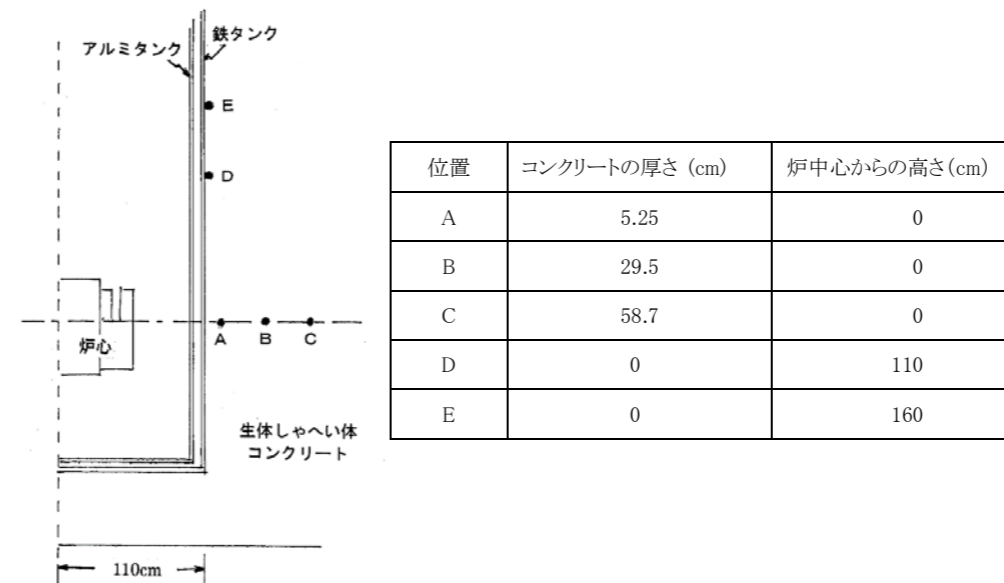 鉄タンク
アルミタンク
E
D
炉心
A B C
生体しゃへい体
コンクリート
110cm
位置 コンクリートの厚さ (cm) 炉中心からの高さ(cm)
A 5.25 0
B 29.5 0
C 58.7 0
D 0 110
E 0 160